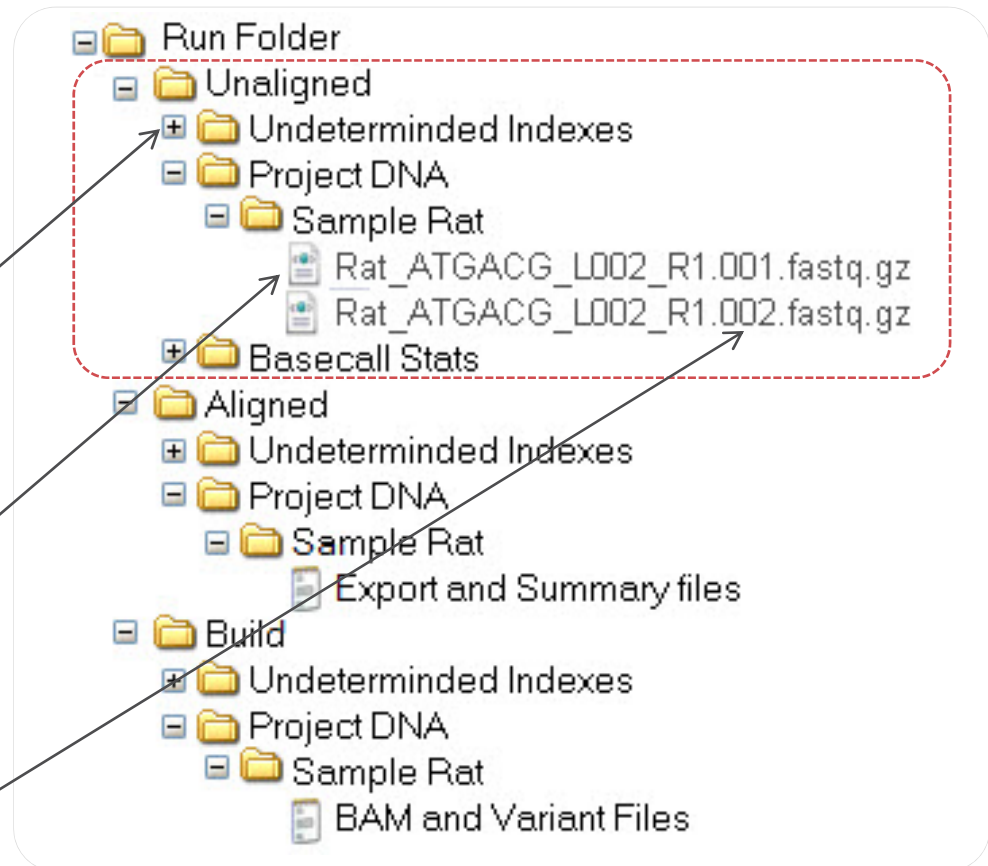 Run Folder
Unaligned
Undeterminded Indexes
Project DNA
Sample Rat
Rat_ATGACG_L002_R1.001.fastq.gz
Rat_ATGACG_L002_R1.002.fastq.gz
Basecall Stats
Aligned
Undeterminded Indexes
Project DNA
Sample Rat
Export and Summary files
Build
Undeterminded Indexes
Project DNA
Sample Rat
BAM and Variant Files